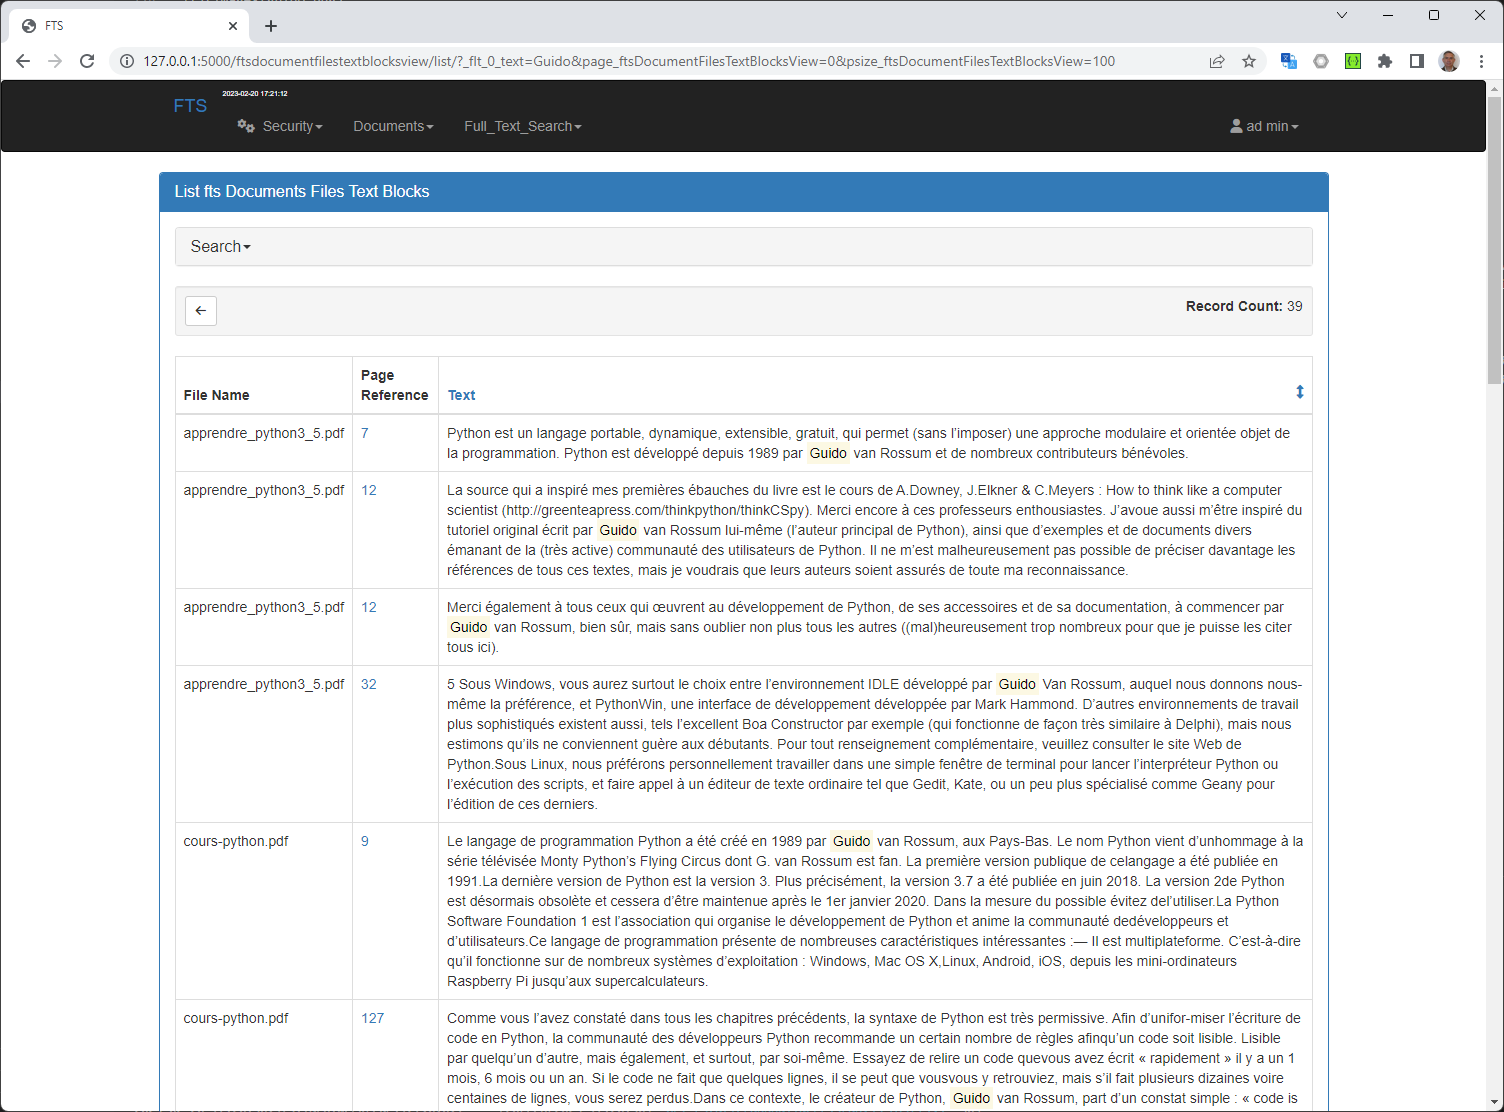 FTS
127.0.0.1:5000/ftsdocumentfilestextblocksview/list/?_flt_0_text=Guido&page_ftsDocumentFilesTextBlocksView=0&psize_ftsDocumentFilesTextBlocksView=100
FTS
2023-02-20 17:21:12
Security
Documents
Full_Text_Search
ad min
List fts Documents Files Text Blocks
Search
Record Count: 39
File Name
Page
Reference
Text
apprendre_python3_5.pdf
7
Python est un langage portable, dynamique, extensible, gratuit, qui permet (sans l’imposer) une approche modulaire et orientée objet de
la programmation. Python est développé depuis 1989 par Guido van Rossum et de nombreux contributeurs bénévoles.
apprendre_python3_5.pdf
12
La source qui a inspiré mes premières ébauches du livre est le cours de A.Downey, J.Elkner & C.Meyers : How to think like a computer
scientist (http://greenteapress.com/thinkpython/thinkCSpy). Merci encore à ces professeurs enthousiastes. J’avoue aussi m’être inspiré du
tutoriel original écrit par Guido van Rossum lui-même (l’auteur principal de Python), ainsi que d’exemples et de documents divers
émanant de la (très active) communauté des utilisateurs de Python. Il ne m’est malheureusement pas possible de préciser davantage les
références de tous ces textes, mais je voudrais que leurs auteurs soient assurés de toute ma reconnaissance.
apprendre_python3_5.pdf
12
Merci également à tous ceux qui œuvrent au développement de Python, de ses accessoires et de sa documentation, à commencer par
Guido van Rossum, bien sûr, mais sans oublier non plus tous les autres ((mal)heureusement trop nombreux pour que je puisse les citer
tous ici).
apprendre_python3_5.pdf
32
5 Sous Windows, vous aurez surtout le choix entre l’environnement IDLE développé par Guido Van Rossum, auquel nous donnons nous-
même la préférence, et PythonWin, une interface de développement développée par Mark Hammond. D’autres environnements de travail
plus sophistiqués existent aussi, tels l’excellent Boa Constructor par exemple (qui fonctionne de façon très similaire à Delphi), mais nous
estimons qu’ils ne conviennent guère aux débutants. Pour tout renseignement complémentaire, veuillez consulter le site Web de
Python.Sous Linux, nous préférons personnellement travailler dans une simple fenêtre de terminal pour lancer l’interpréteur Python ou
l’exécution des scripts, et faire appel à un éditeur de texte ordinaire tel que Gedit, Kate, ou un peu plus spécialisé comme Geany pour
l’édition de ces derniers.
cours-python.pdf
9
Le langage de programmation Python a été créé en 1989 par Guido van Rossum, aux Pays-Bas. Le nom Python vient d’unhommage à la
série télévisée Monty Python’s Flying Circus dont G. van Rossum est fan. La première version publique de celangage a été publiée en
1991.La dernière version de Python est la version 3. Plus précisément, la version 3.7 a été publiée en juin 2018. La version 2de Python
est désormais obsolète et cessera d’être maintenue après le 1er janvier 2020. Dans la mesure du possible évitez del’utiliser.La Python
Software Foundation 1 est l’association qui organise le développement de Python et anime la communauté dedéveloppeurs et
d’utilisateurs.Ce langage de programmation présente de nombreuses caractéristiques intéressantes :— Il est multiplateforme. C’est-à-dire
qu’il fonctionne sur de nombreux systèmes d’exploitation : Windows, Mac OS X,Linux, Android, iOS, depuis les mini-ordinateurs
Raspberry Pi jusqu’aux supercalculateurs.
cours-python.pdf
127
Comme vous l’avez constaté dans tous les chapitres précédents, la syntaxe de Python est très permissive. Afin d’unifor-miser l’écriture de
code en Python, la communauté des développeurs Python recommande un certain nombre de règles afinqu’un code soit lisible. Lisible
par quelqu’un d’autre, mais également, et surtout, par soi-même. Essayez de relire un code quevous avez écrit « rapidement » il y a un 1
mois, 6 mois ou un an. Si le code ne fait que quelques lignes, il se peut que vousvous y retrouviez, mais s’il fait plusieurs dizaines voire
centaines de lignes, vous serez perdus.Dans ce contexte, le créateur de Python, Guido van Rossum, part d’un constat simple : « code is